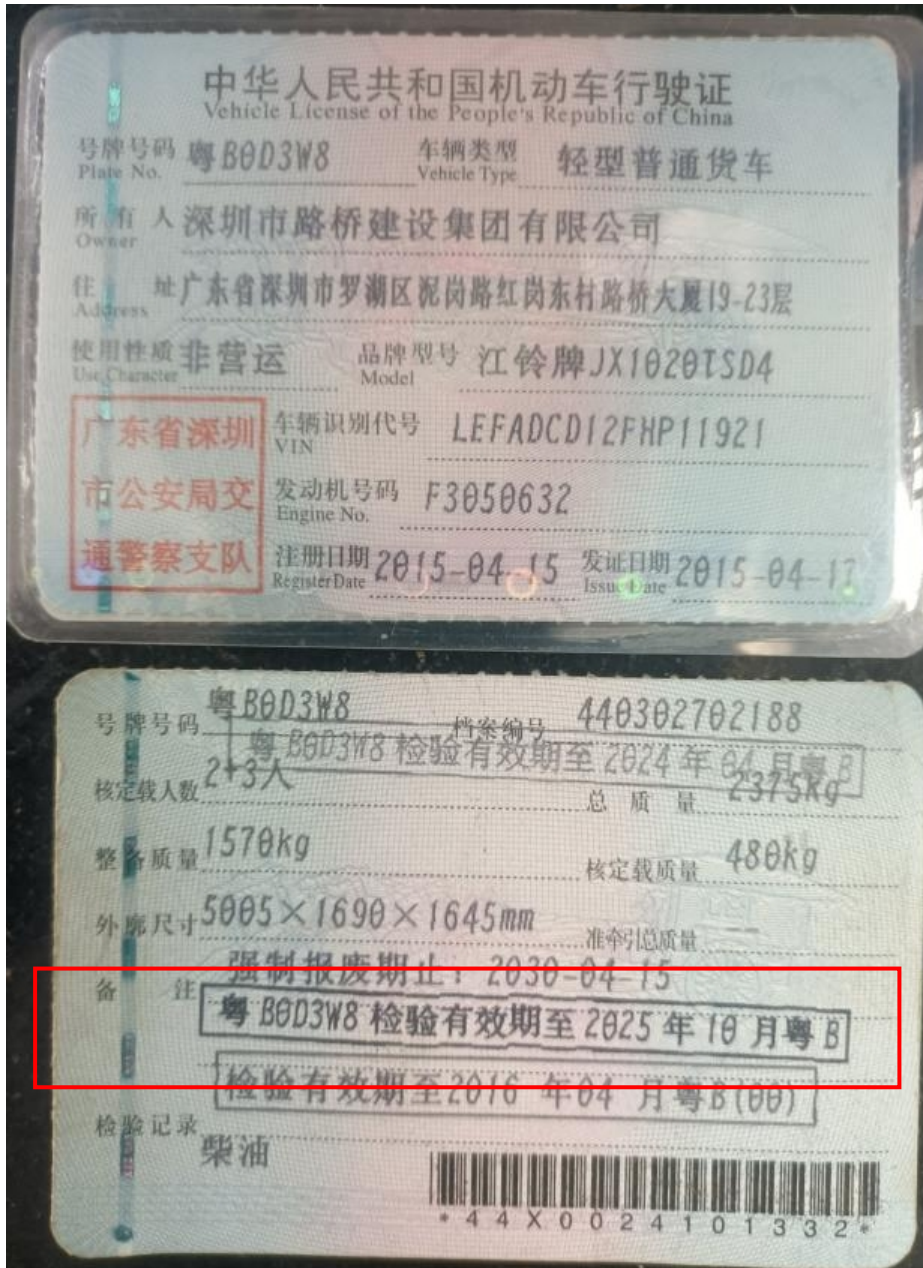 中华人民共和国机动车行驶证
Vehicle License of the People's Republic of China
号牌号码 粤B0D3W8 车辆类型 轻型普通货车
Plate No. Vehicle Type
所有人 深圳市路桥建设集团有限公司
Owner
住址 广东省深圳市罗湖区泥岗路红岗东村路桥大厦19-23层
Address
使用性质 非营运 品牌型号 江铃牌JX1020TSD4
Use Character Model
广东省深圳
市公安局交
通警察支队
车辆识别代号 LEFADCD12FHP11921
VIN
发动机号码 F3050632
Engine No.
注册日期 2015-04-15 发证日期 2015-04-17
Register Date Issue Date
号牌号码 粤B0D3W8 档案编号 440302702188
粤B0D3W8 检验有效期至2024年04月粤B
核定载人数 2+3人 总质量 2375kg
整备质量 1570kg 核定载质量 480kg
外廓尺寸 5005×1690×1645mm 准牵引总质量 --
备注 强制报废期止：2030-04-15
粤B0D3W8 检验有效期至2025年10月粤B
检验有效期至2016年04月粤B(00)
检验记录
柴油
*44X0024101332*